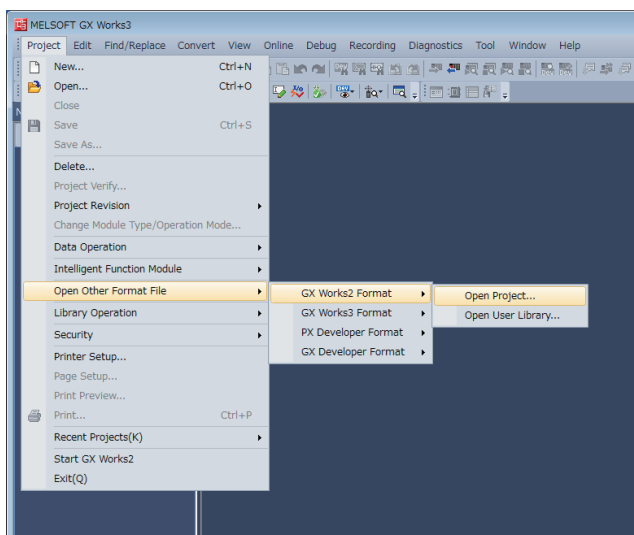 MELSOFT GX Works3
Project Edit Find/Replace Convert View Online Debug Recording Diagnostics Tool Window Help
New... Ctrl+N
Open... Ctrl+O
Close
Save Ctrl+S
Save As...
Delete...
Project Verify...
Project Revision
Change Module Type/Operation Mode...
Data Operation
Intelligent Function Module
Open Other Format File
GX Works2 Format
Open Project...
Library Operation
GX Works3 Format
Open User Library...
Security
PX Developer Format
Printer Setup...
GX Developer Format
Page Setup...
Print Preview...
Print... Ctrl+P
Recent Projects(K)
Start GX Works2
Exit(Q)